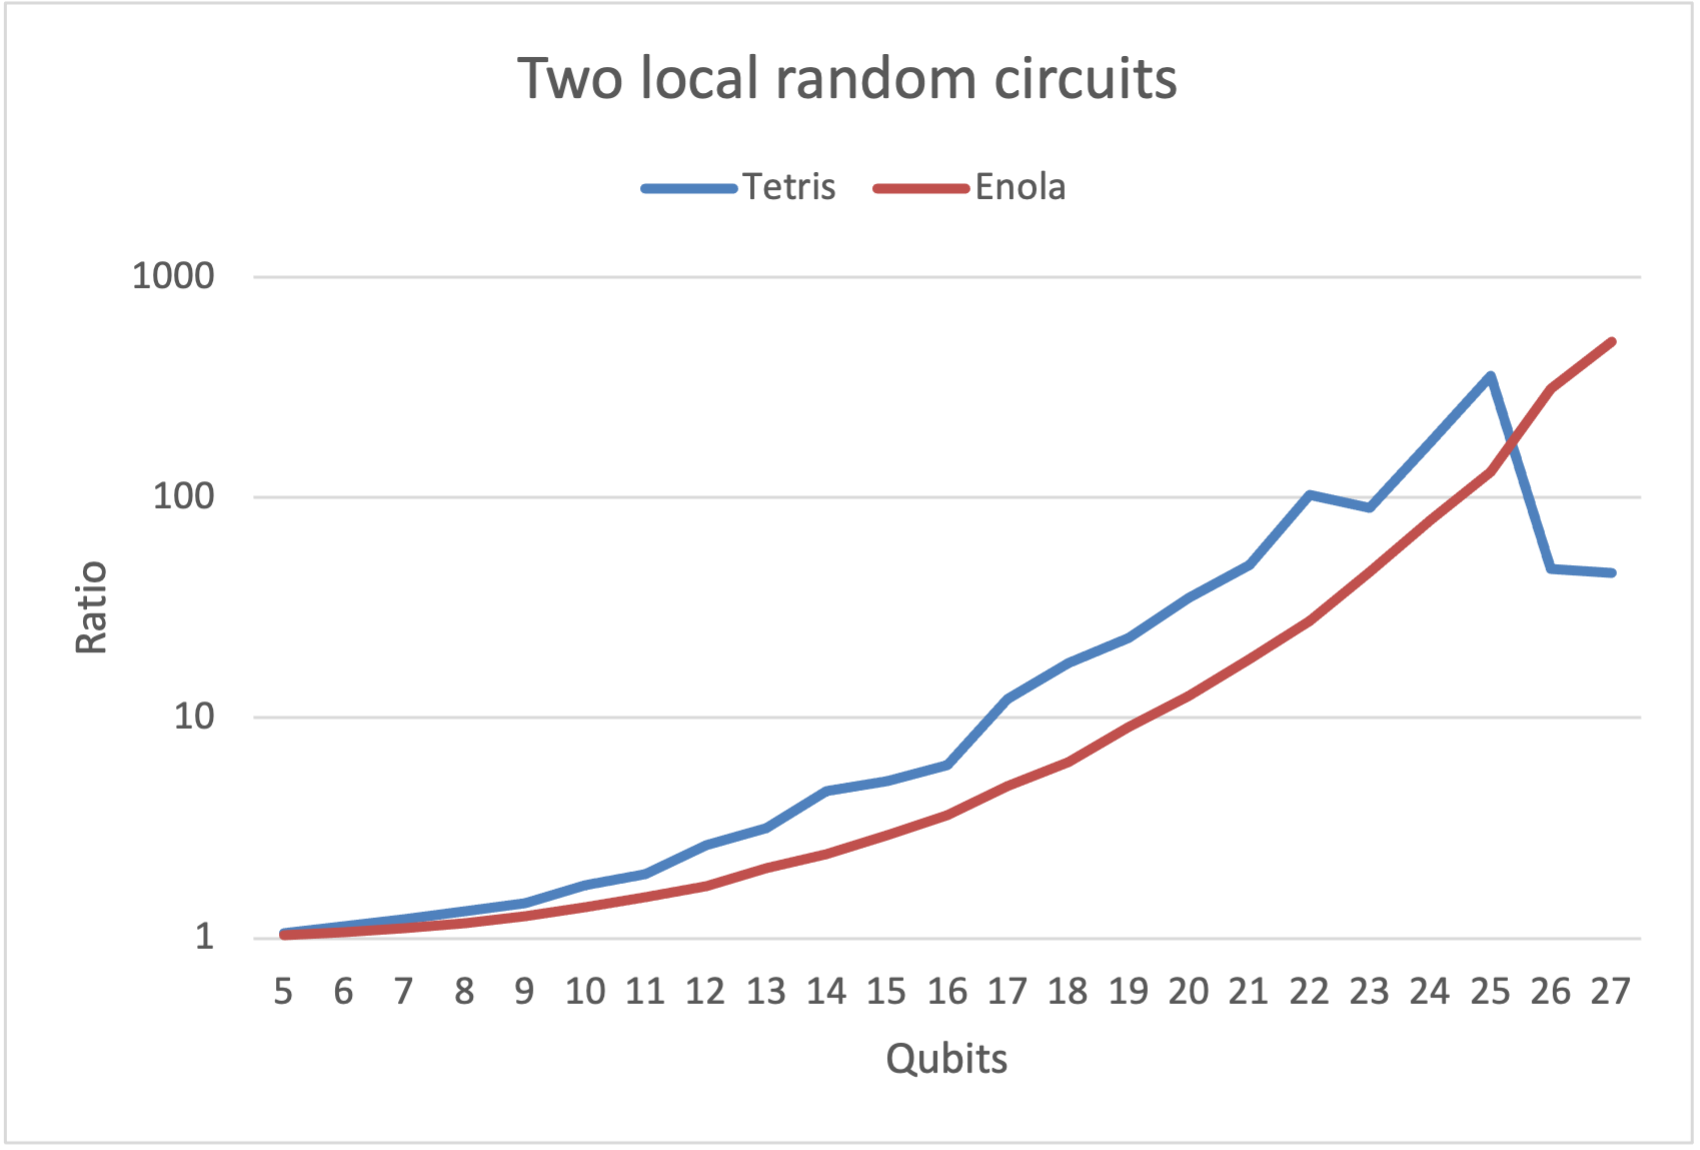 Two local random circuits
Tetris Enola
1000
100
10
1
Ratio
5 6 7 8 9 10 11 12 13 14 15 16 17 18 19 20 21 22 23 24 25 26 27
Qubits